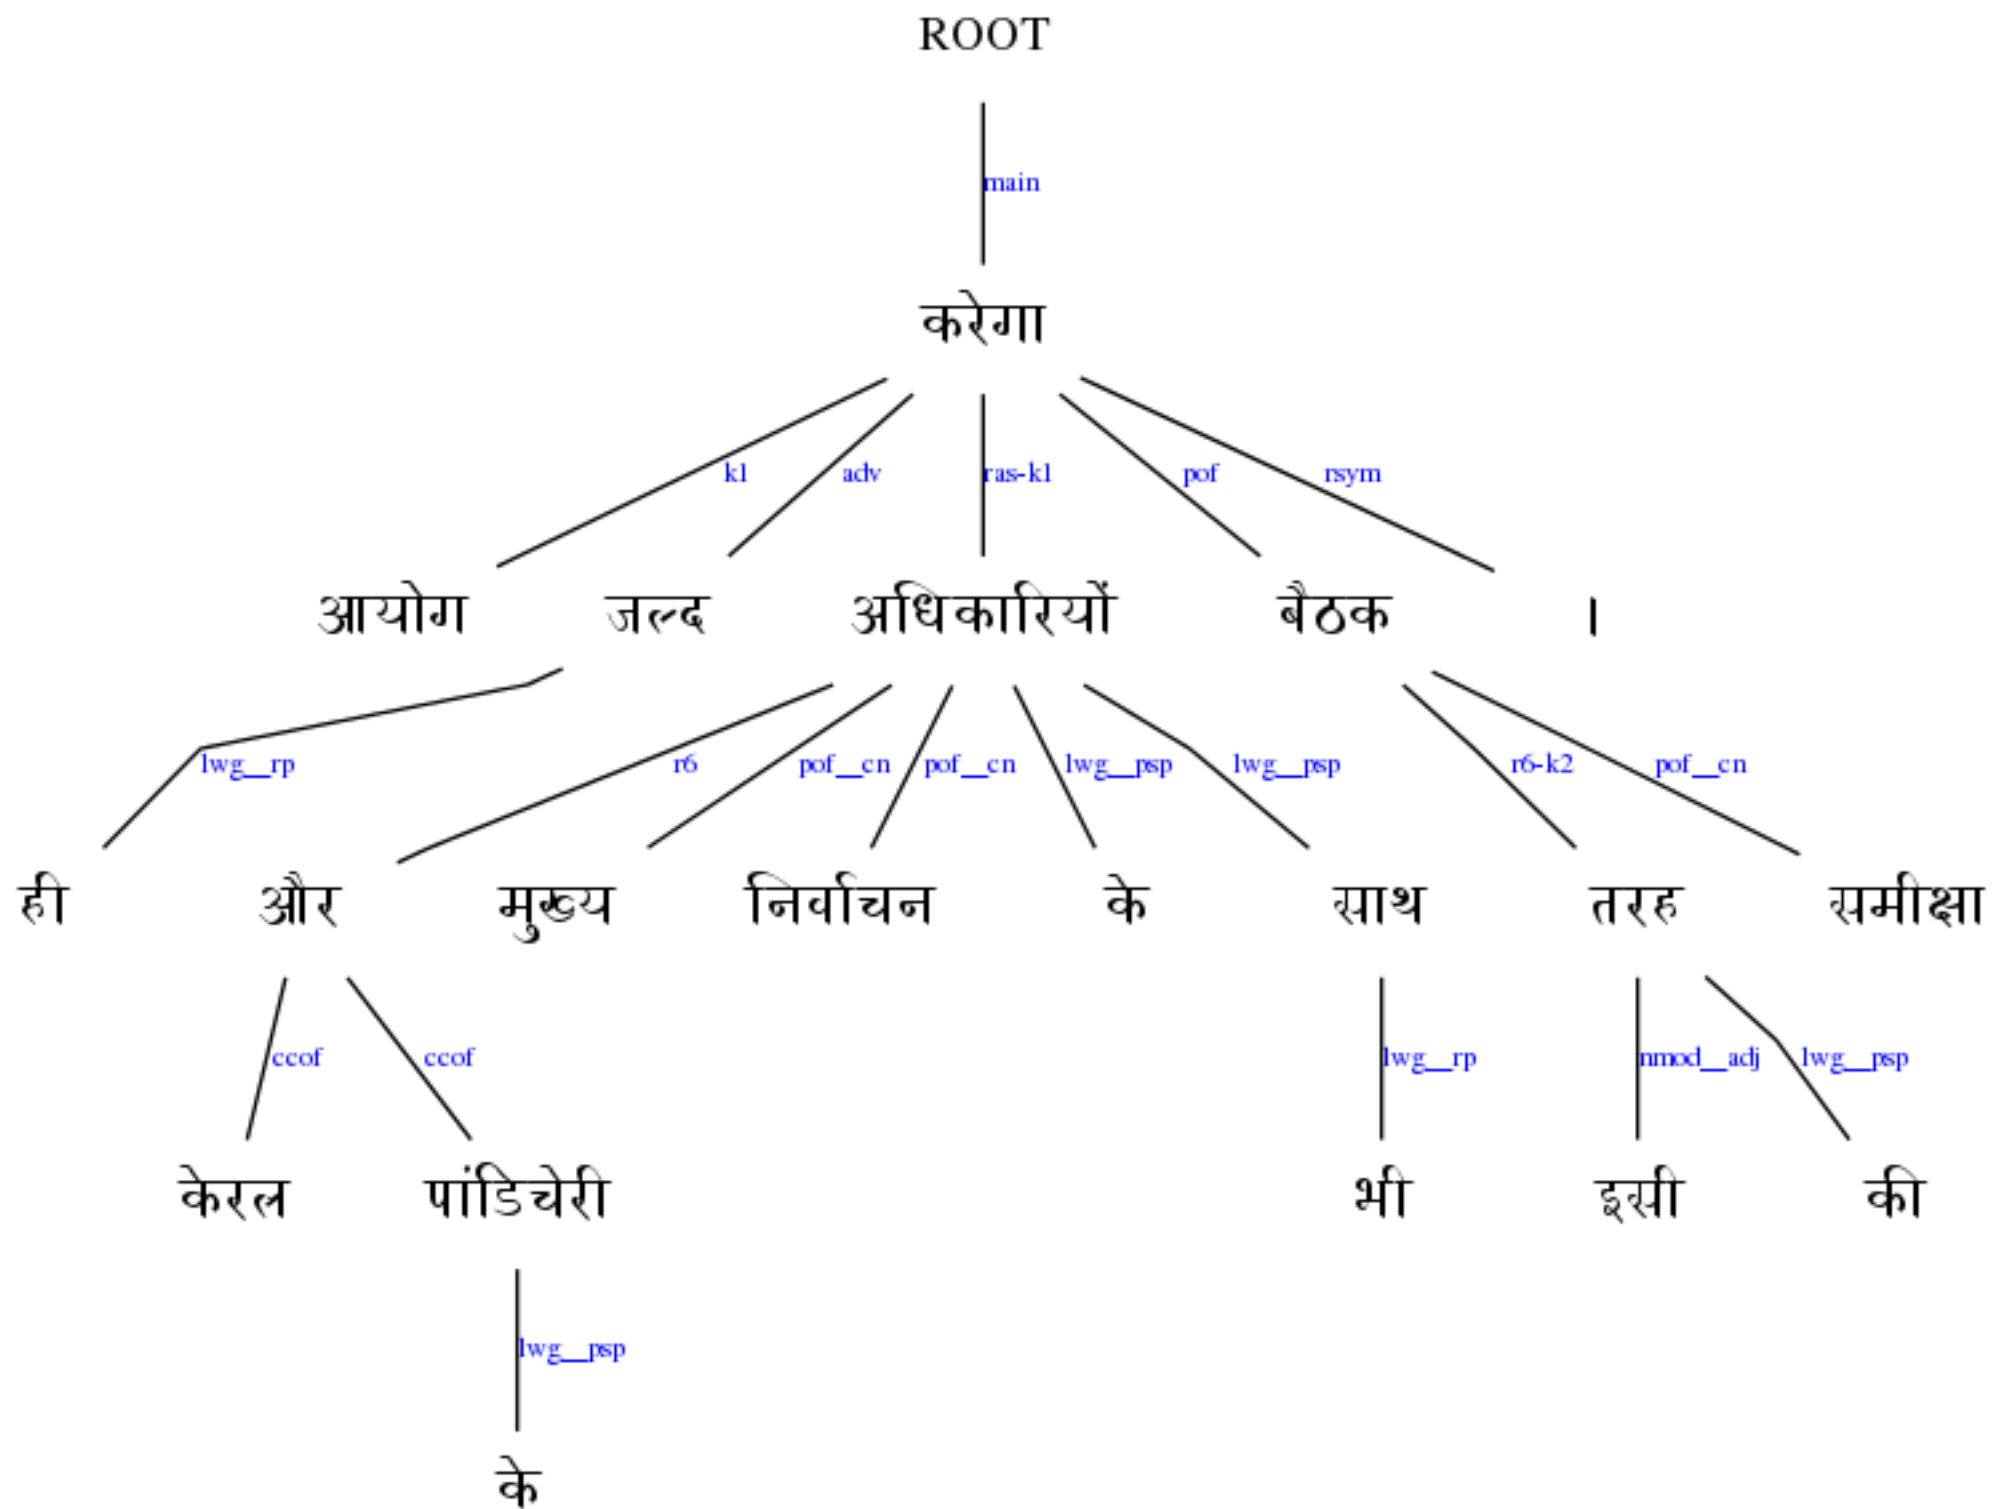 ROOT
main
करेगा
k1 adv ras-k1 pof rsym
आयोग जल्द अधिकारियों बैठक ।
lwg__rp r6 pof__cn pof__cn lwg__psp lwg__psp r6-k2 pof__cn
ही और मुख्य निर्वाचन के साथ तरह समीक्षा
ccof ccof lwg__rp nmod__adj lwg__psp
केरल पांडिचेरी भी इसी की
lwg__psp
के